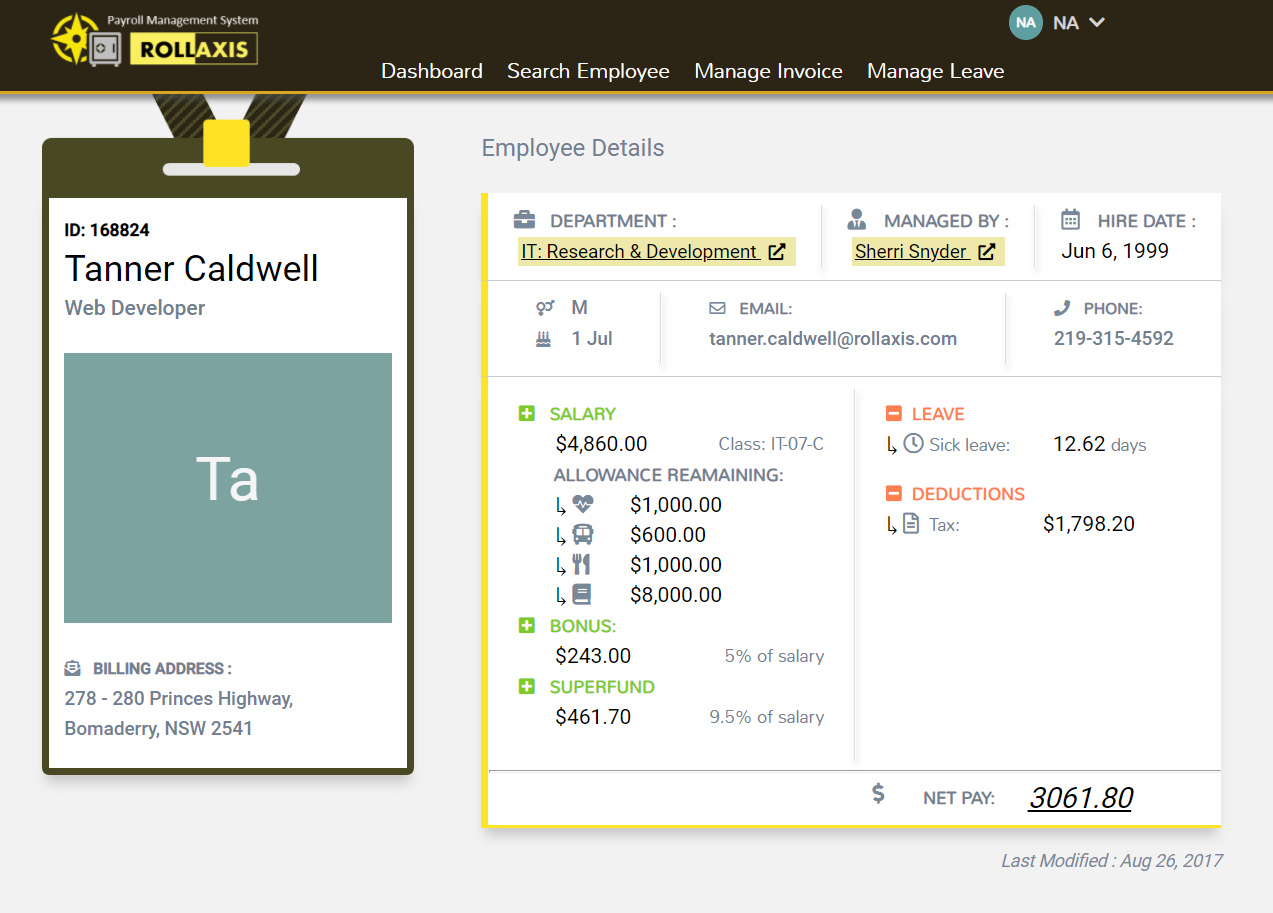 Payroll Management System
ROLLAXIS
NA NA
Dashboard Search Employee Manage Invoice Manage Leave
ID: 168824
Tanner Caldwell
Web Developer
Ta
BILLING ADDRESS :
278 - 280 Princes Highway,
Bomaderry, NSW 2541
Employee Details
DEPARTMENT : MANAGED BY : HIRE DATE :
IT: Research & Development Sherri Snyder Jun 6, 1999
M EMAIL: PHONE:
1 Jul tanner.caldwell@rollaxis.com 219-315-4592
SALARY
$4,860.00 Class: IT-07-C
ALLOWANCE REAMAINING:
$1,000.00
$600.00
$1,000.00
$8,000.00
BONUS:
$243.00 5% of salary
SUPERFUND
$461.70 9.5% of salary
LEAVE
Sick leave: 12.62 days
DEDUCTIONS
Tax: $1,798.20
$ NET PAY: 3061.80
Last Modified : Aug 26, 2017